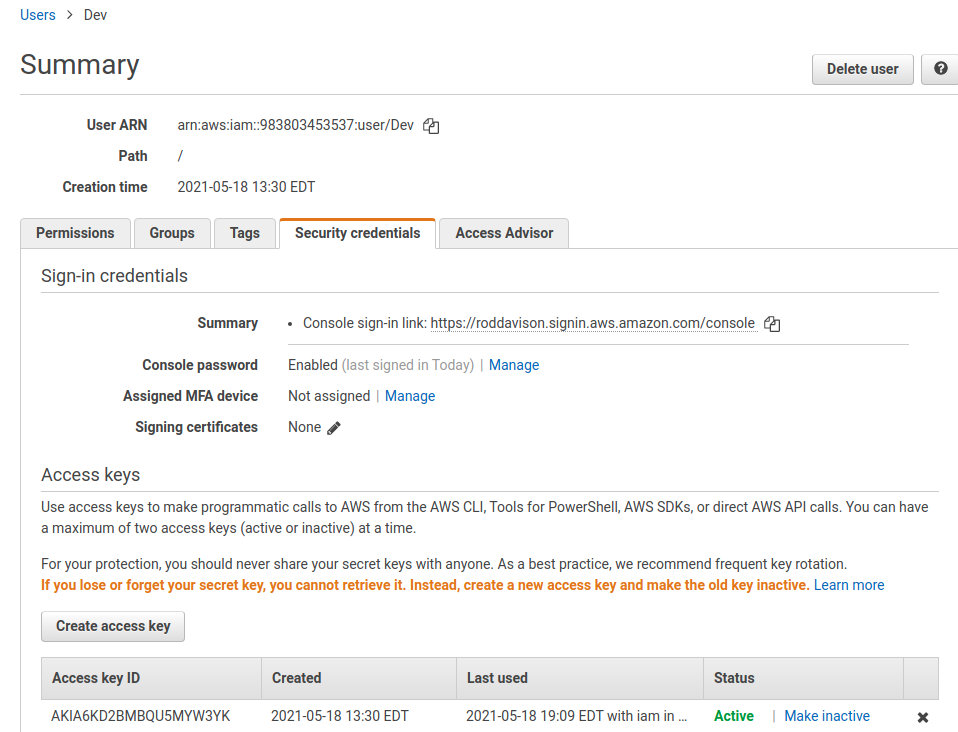 Users > Dev
Summary
Delete user
?
User ARN arn:aws:iam::983803453537:user/Dev
Path /
Creation time 2021-05-18 13:30 EDT
Permissions Groups Tags Security credentials Access Advisor
Sign-in credentials
Summary • Console sign-in link: https://roddavison.signin.aws.amazon.com/console
Console password Enabled (last signed in Today) | Manage
Assigned MFA device Not assigned | Manage
Signing certificates None
Access keys
Use access keys to make programmatic calls to AWS from the AWS CLI, Tools for PowerShell, AWS SDKs, or direct AWS API calls. You can have
a maximum of two access keys (active or inactive) at a time.
For your protection, you should never share your secret keys with anyone. As a best practice, we recommend frequent key rotation.
If you lose or forget your secret key, you cannot retrieve it. Instead, create a new access key and make the old key inactive. Learn more
Create access key
Access key ID Created Last used Status
AKIA6KD2BMBQU5MYW3YK 2021-05-18 13:30 EDT 2021-05-18 19:09 EDT with iam in ... Active | Make inactive